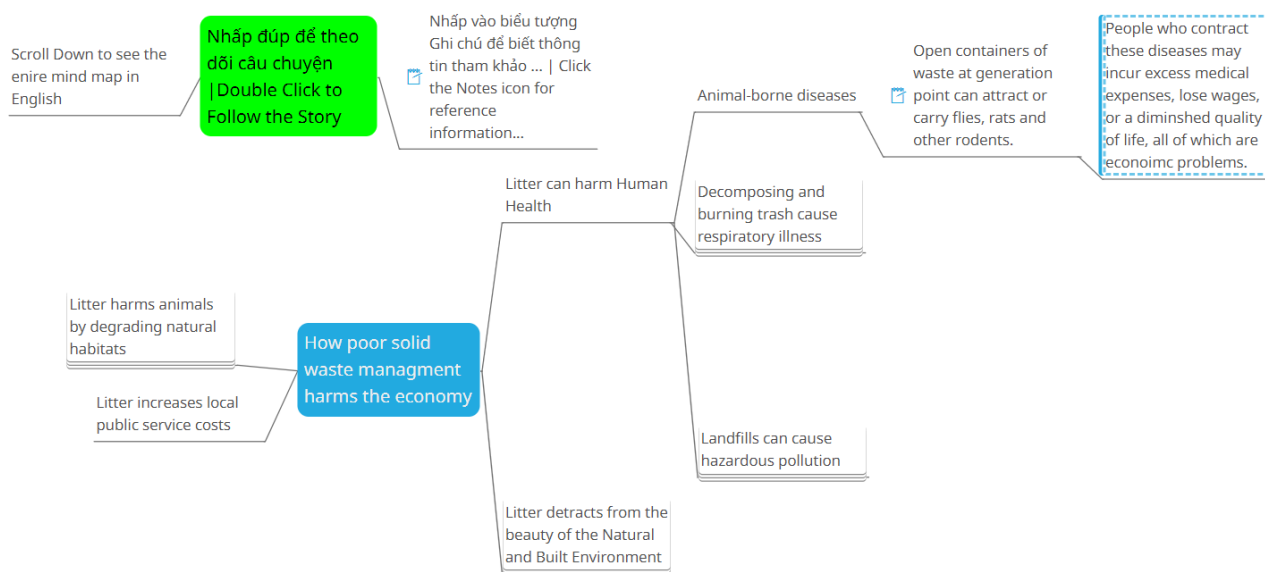 Scroll Down to see the
enire mind map in
English
Nhấp đúp để theo
dõi câu chuyện
|Double Click to
Follow the Story
Nhấp vào biểu tượng
Ghi chú để biết thông
tin tham khảo ... | Click
the Notes icon for
reference
information...
How poor solid
waste managment
harms the economy
Litter can harm Human
Health
Animal-borne diseases
Open containers of
waste at generation
point can attract or
carry flies, rats and
other rodents.
People who contract
these diseases may
incur excess medical
expenses, lose wages,
or a diminshed quality
of life, all of which are
econoimc problems.
Decomposing and
burning trash cause
respiratory illness
Landfills can cause
hazardous pollution
Litter detracts from the
beauty of the Natural
and Built Environment
Litter harms animals
by degrading natural
habitats
Litter increases local
public service costs